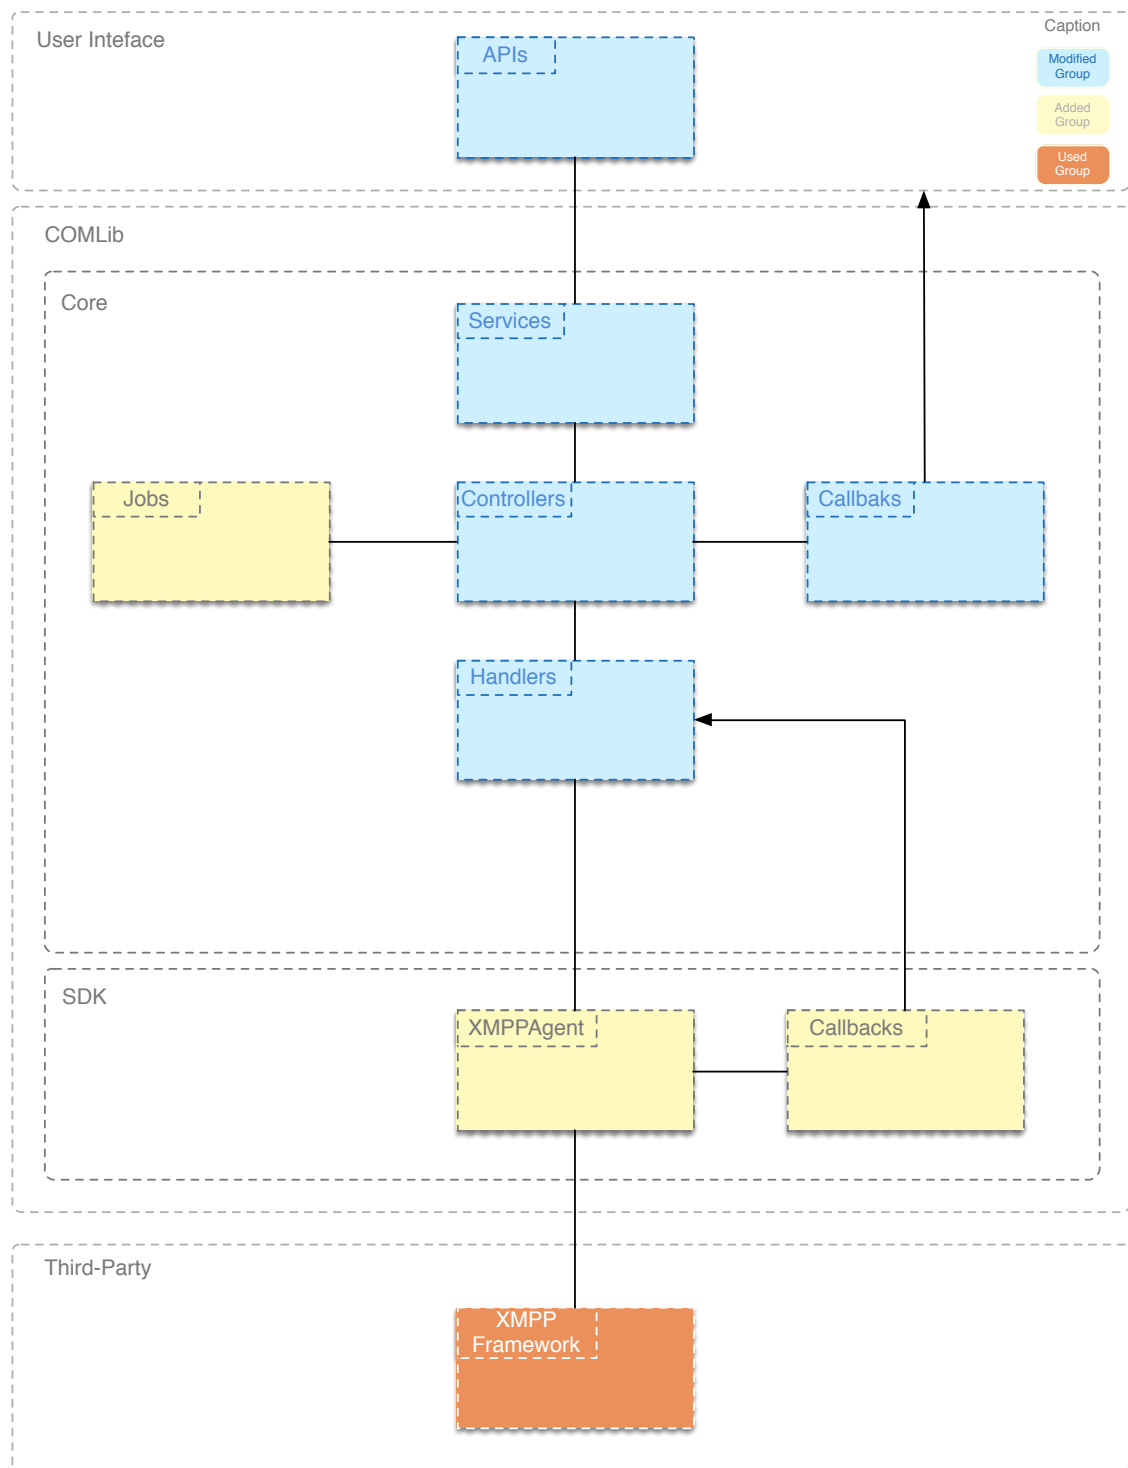 User Inteface
APIs
Caption
Modified
Group
Added
Group
Used
Group
COMLib
Core
Services
Jobs
Controllers
Callbaks
Handlers
SDK
XMPPAgent
Callbacks
Third-Party
XMPP
Framework